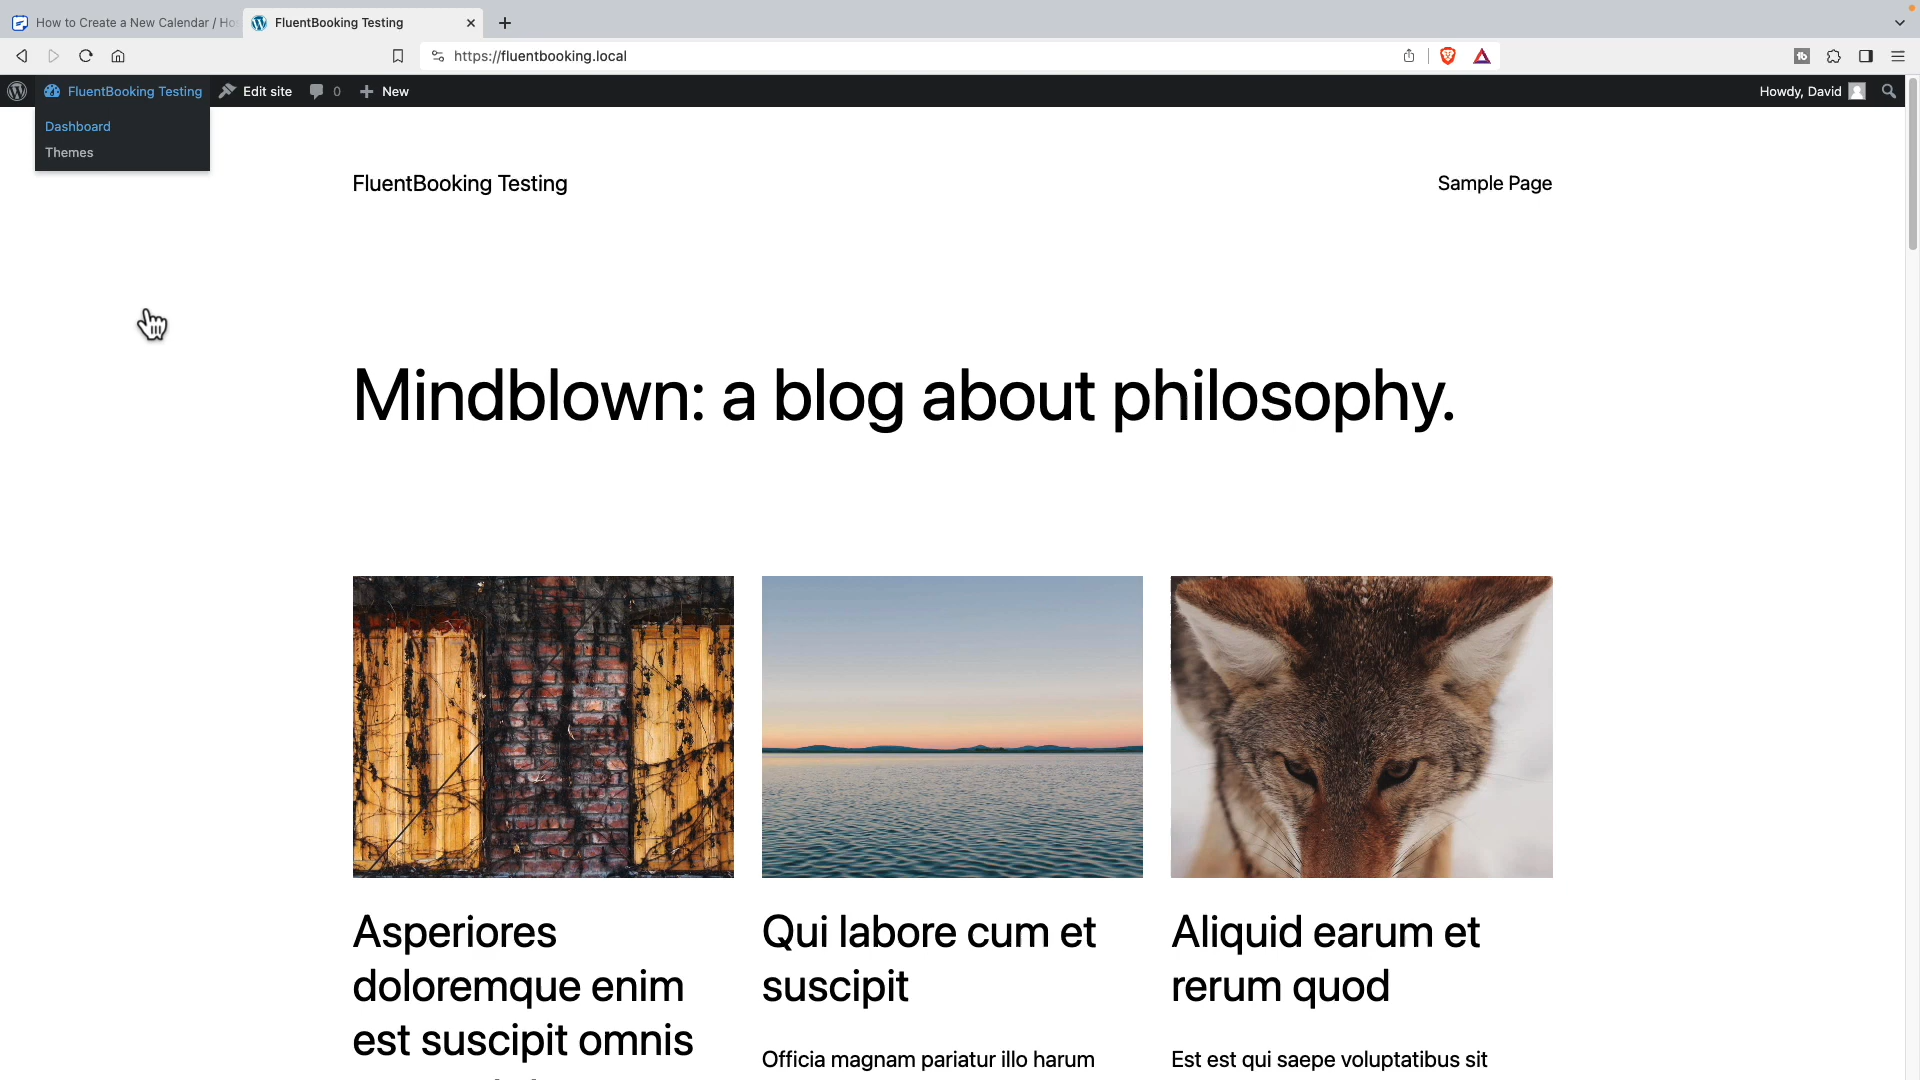 How to Create a New Calendar / Ho
FluentBooking Testing
https://fluentbooking.local
FluentBooking Testing
Edit site
0
New
Howdy, David
Dashboard
Themes
FluentBooking Testing
Sample Page
Mindblown: a blog about philosophy.
Asperiores
doloremque enim
est suscipit omnis
Qui labore cum et
suscipit
Officia magnam pariatur illo harum
Aliquid earum et
rerum quod
Est est qui saepe voluptatibus sit